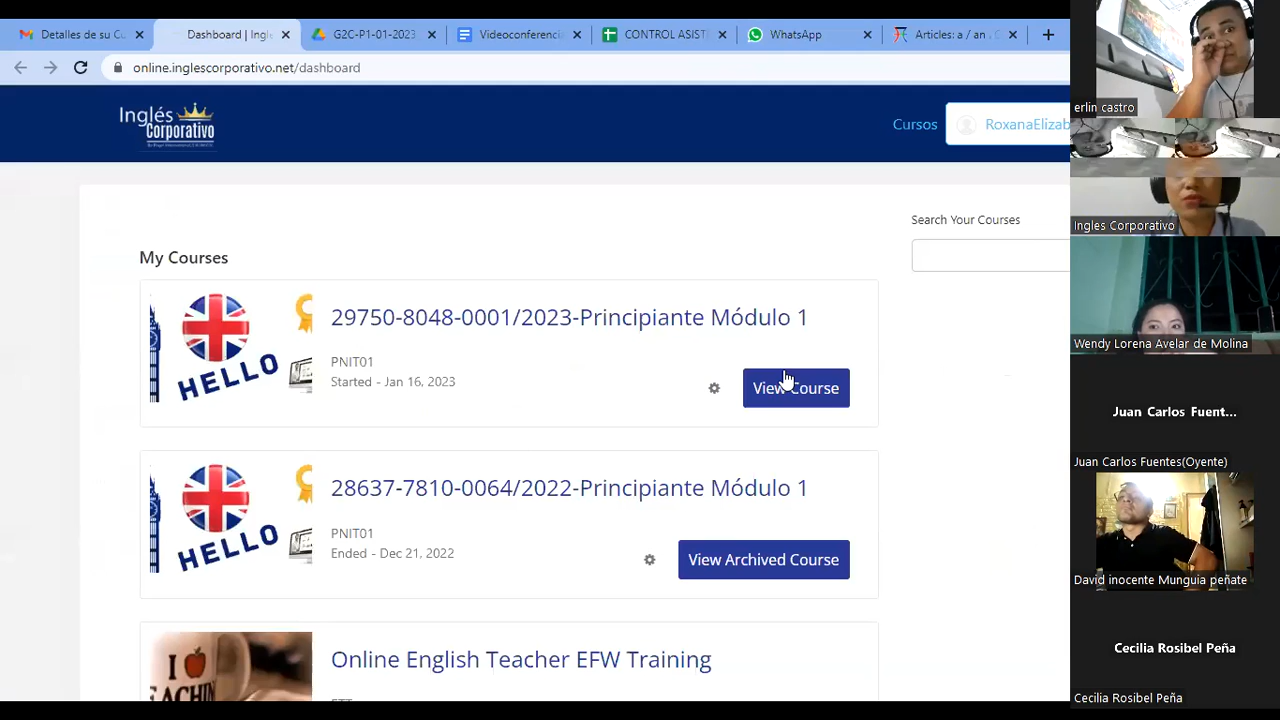 Detalles de su Cu
Dashboard | Ingl
G2C-P1-01-2023
Videoconferencia
CONTROL ASIST
WhatsApp
Articles: a / an
online.inglescorporativo.net/dashboard
Inglés
Corporativo
Cursos
RoxanaElizab
Search Your Courses
My Courses
HELLO
29750-8048-0001/2023-Principiante Módulo 1
PNIT01
Started - Jan 16, 2023
View Course
HELLO
28637-7810-0064/2022-Principiante Módulo 1
PNIT01
Ended - Dec 21, 2022
View Archived Course
I
EACHIN
Online English Teacher EFW Training
erlin castro
Ingles Corporativo
Wendy Lorena Avelar de Molina
Juan Carlos Fuent...
Juan Carlos Fuentes(Oyente)
David inocente Munguia peñate
Cecilia Rosibel Peña
Cecilia Rosibel Peña